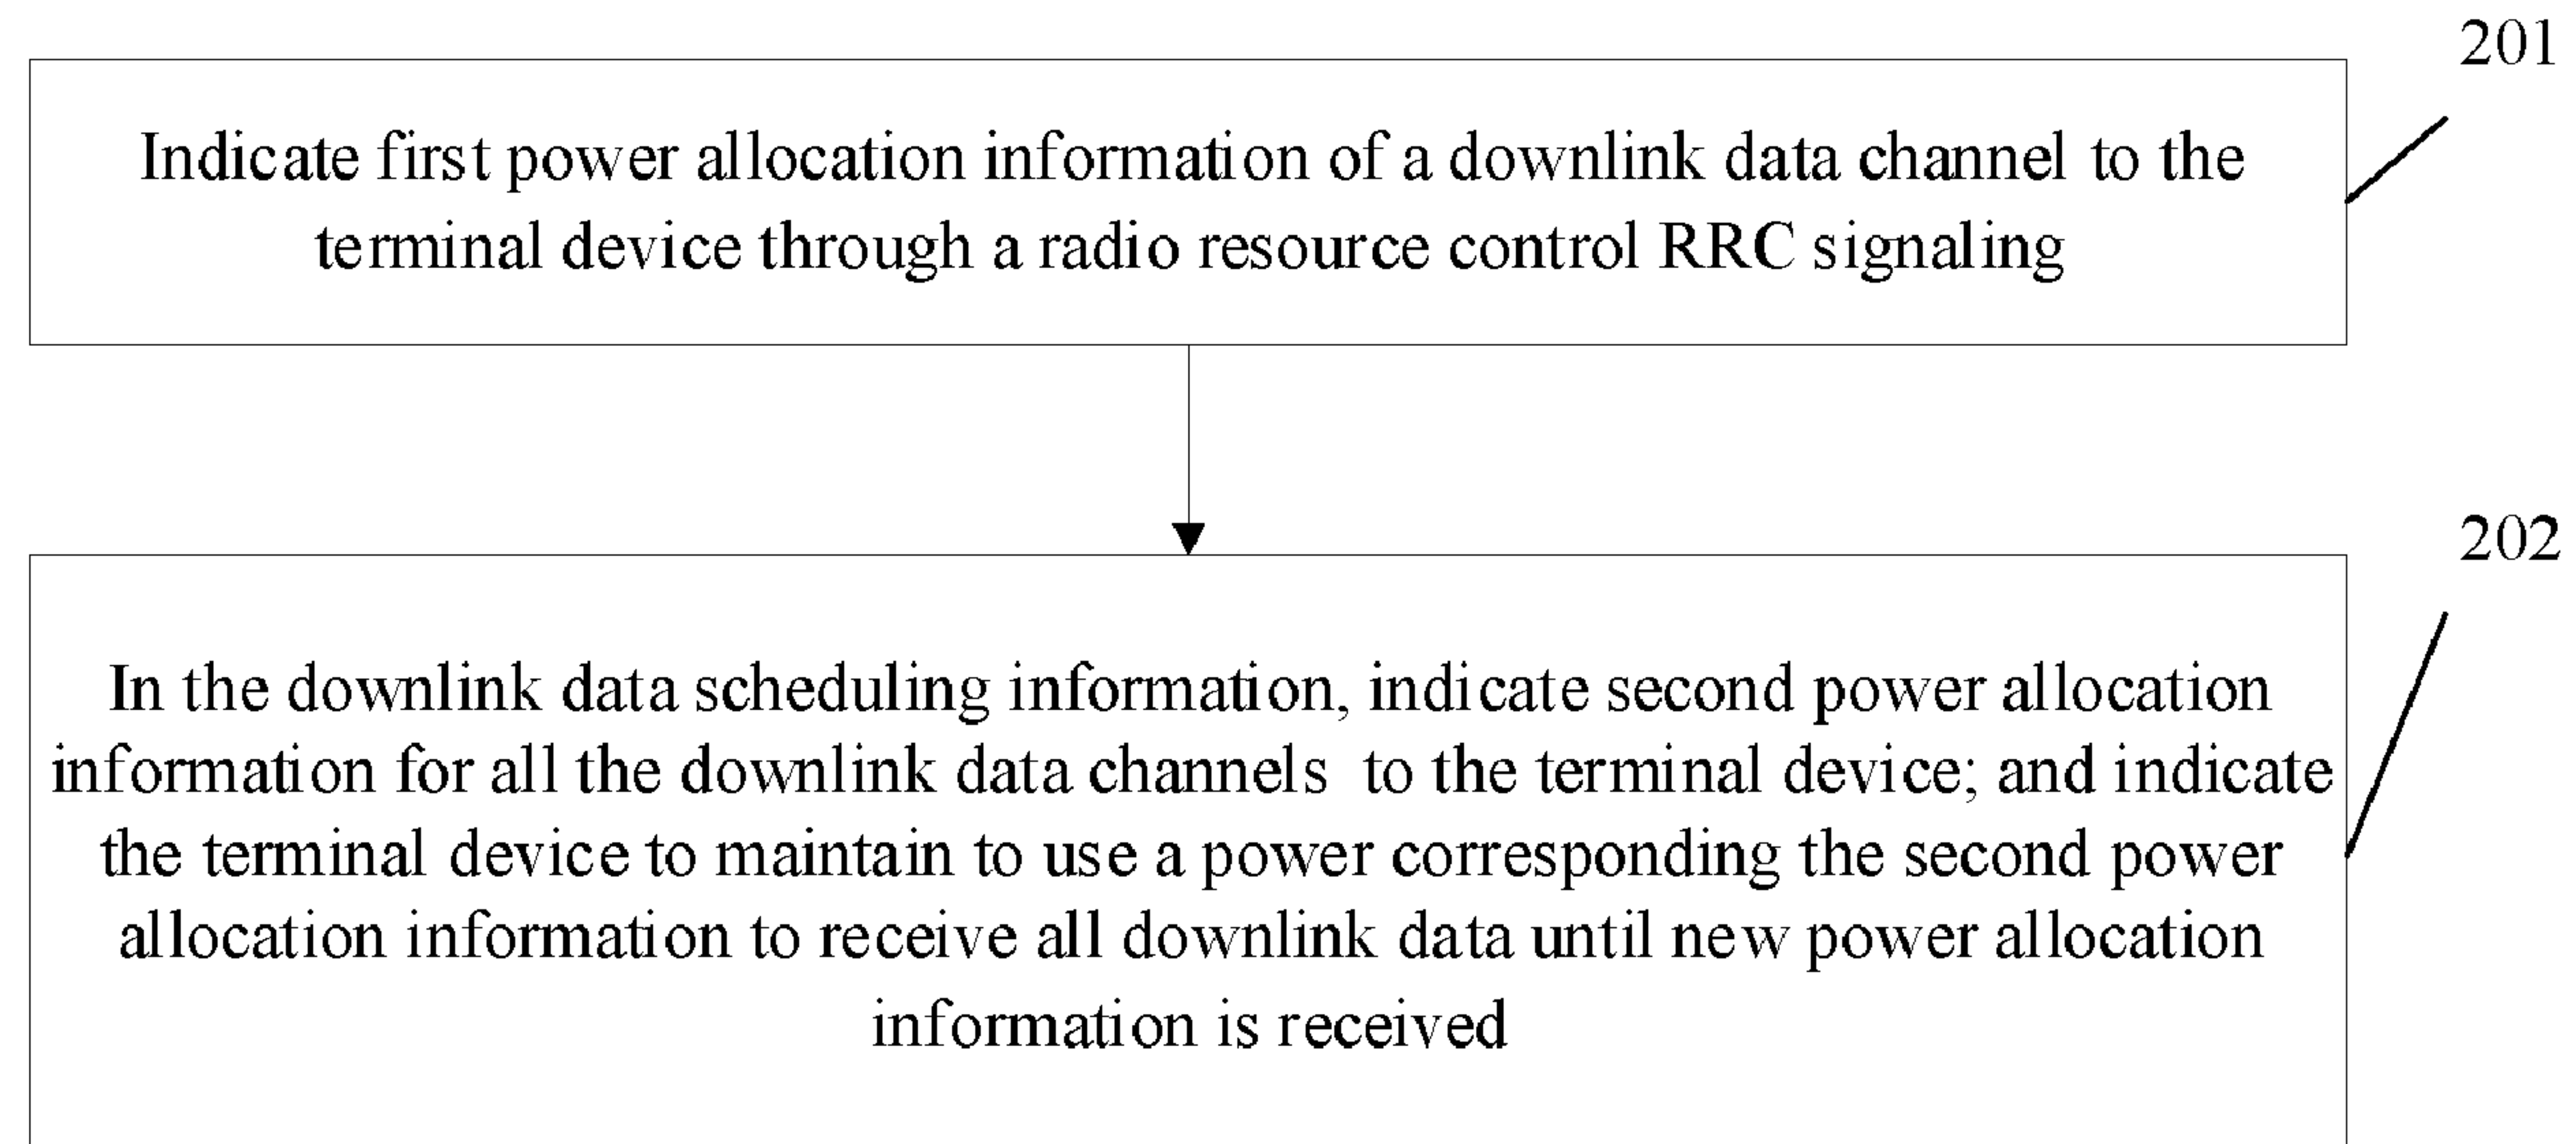 201
Indicate first power allocation information of a downlink data channel to the
terminal device through a radio resource control RRC signaling
202
In the downlink data scheduling information, indicate second power allocation
information for all the downlink data channels  to the terminal device; and indicate
the terminal device to maintain to use a power corresponding the second power
allocation information to receive all downlink data until new power allocation
information is received